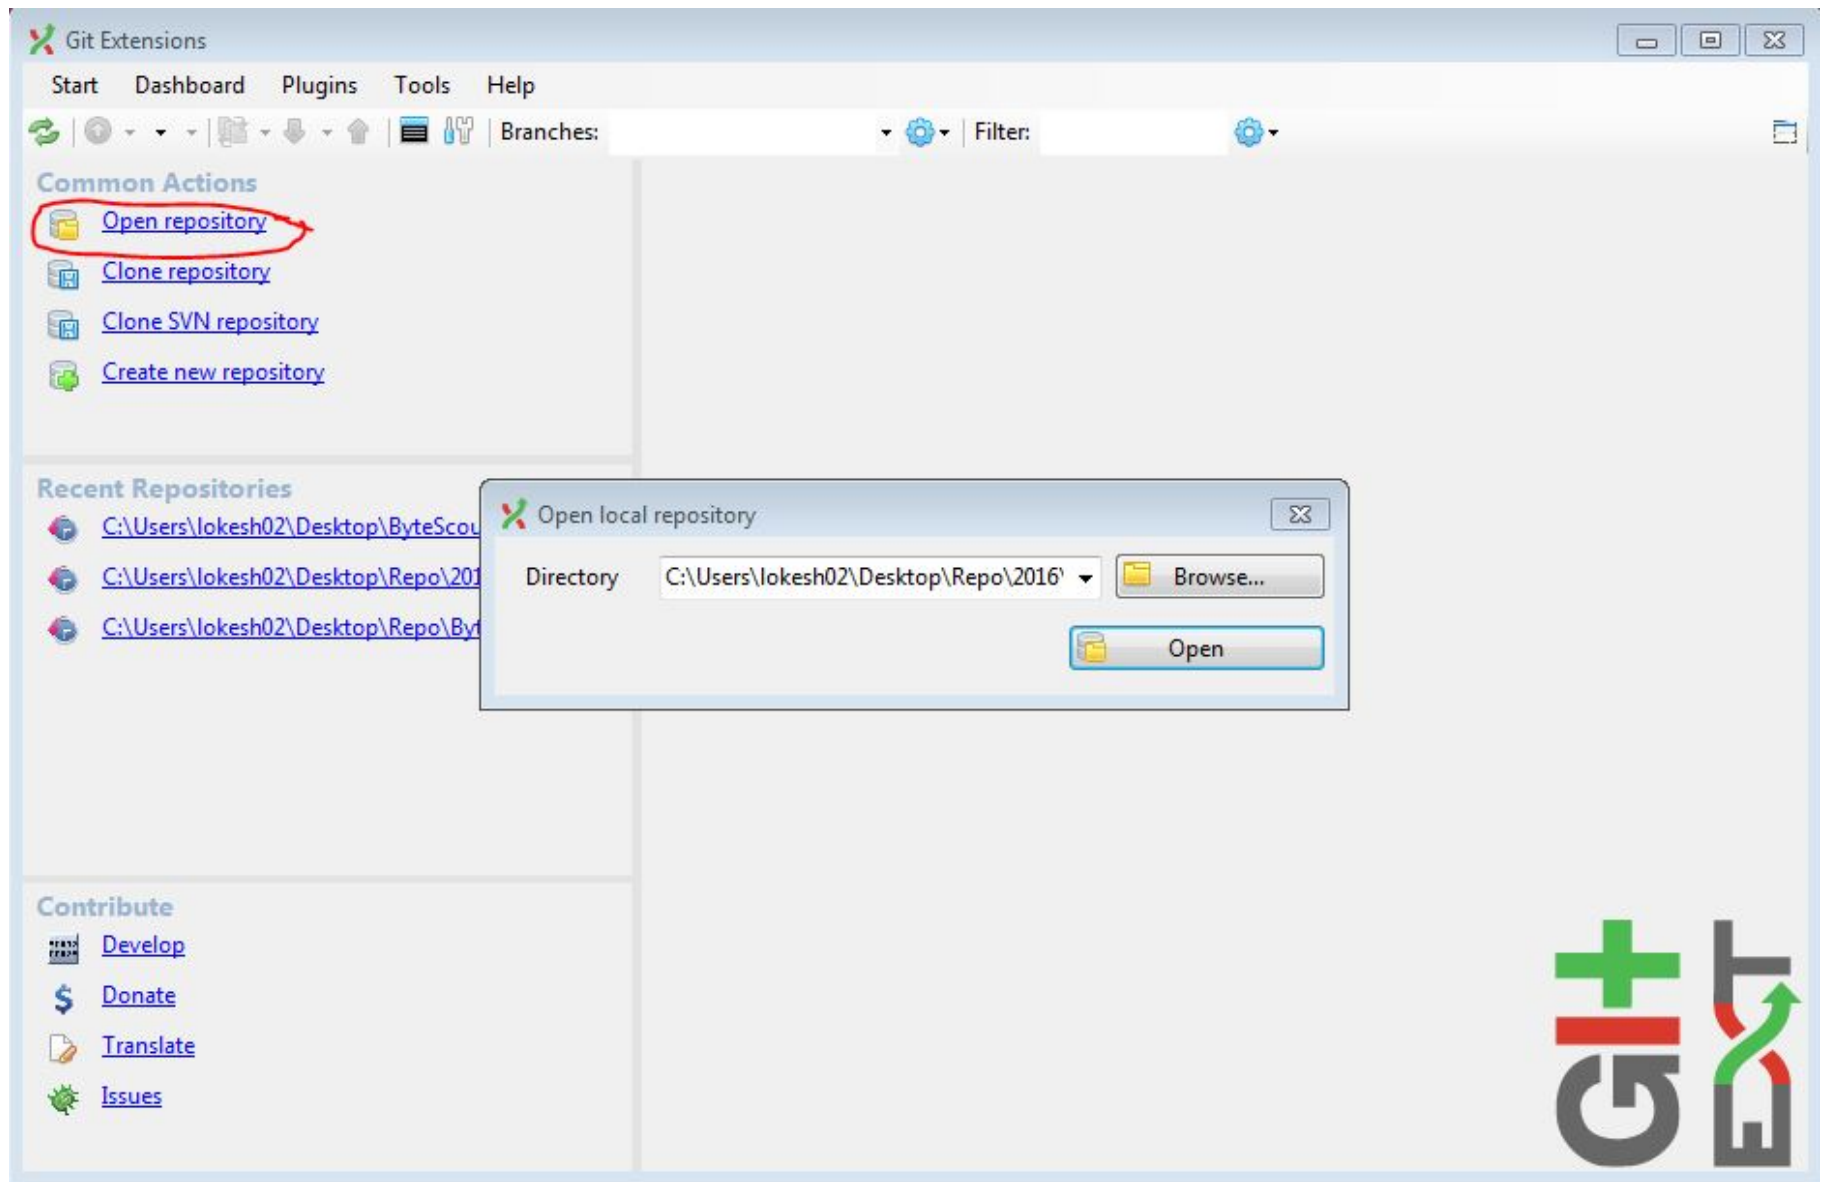 Git Extensions
Start Dashboard Plugins Tools Help
Branches: Filter:
Common Actions
Open repository
Clone repository
Clone SVN repository
Create new repository
Recent Repositories
C:\Users\lokesh02\Desktop\ByteScou
C:\Users\lokesh02\Desktop\Repo\201
C:\Users\lokesh02\Desktop\Repo\Byt
Open local repository
Directory C:\Users\lokesh02\Desktop\Repo\2016\ Browse...
Open
Contribute
Develop
Donate
Translate
Issues
GIt
EXT